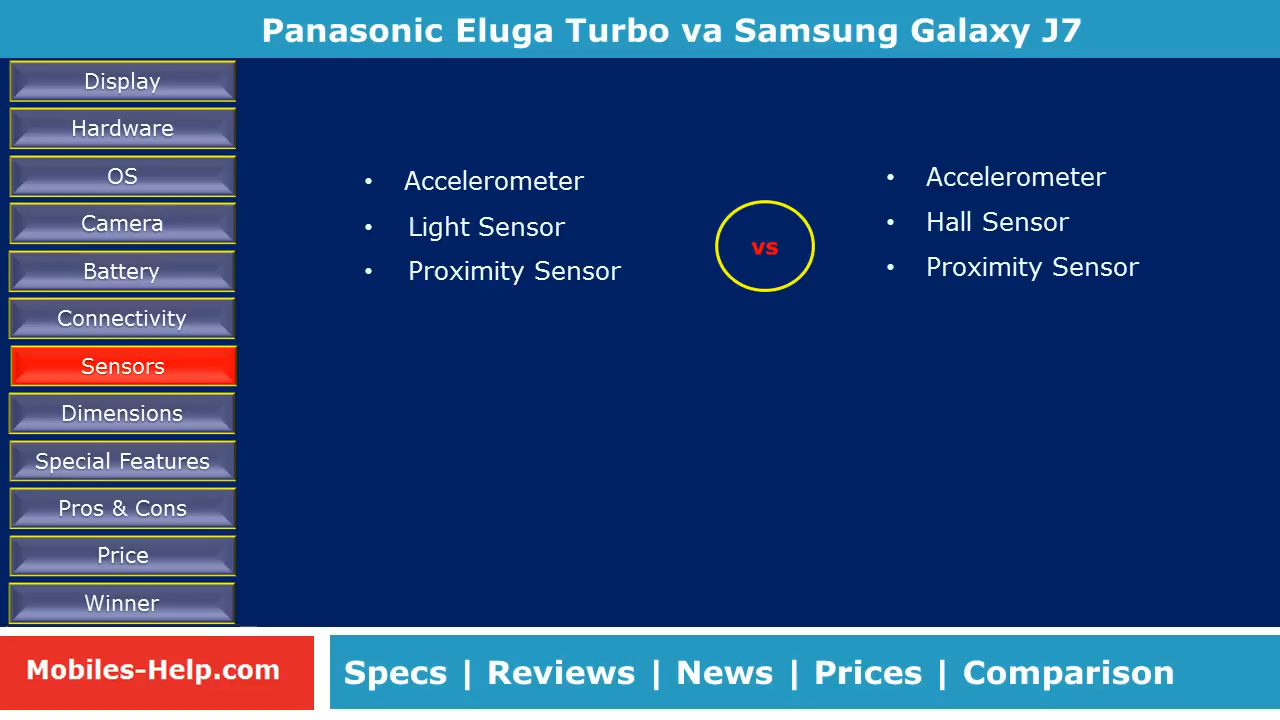 Panasonic Eluga Turbo va Samsung Galaxy J7
Display
Hardware
OS
Camera
Battery
Connectivity
Sensors
Dimensions
Special Features
Pros & Cons
Price
Winner
• Accelerometer
• Light Sensor
• Proximity Sensor
vs
• Accelerometer
• Hall Sensor
• Proximity Sensor
Mobiles-Help.com
Specs | Reviews | News | Prices | Comparison